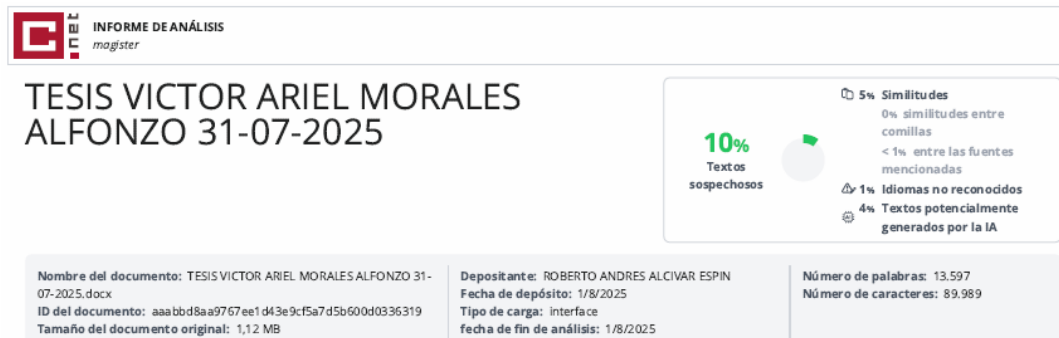 C
.net
INFORME DE ANÁLISIS
magister
TESIS VICTOR ARIEL MORALES
ALFONZO 31-07-2025
10%
Textos
sospechosos
5% Similitudes
0% similitudes entre
comillas
< 1% entre las fuentes
mencionadas
1% Idiomas no reconocidos
4% Textos potencialmente
generados por la IA
Nombre del documento: TESIS VICTOR ARIEL MORALES ALFONZO 31-
07-2025.docx
ID del documento: aaabbd8aa9767ee1d43e9cf5a7d5b600d0336319
Tamaño del documento original: 1,12 MB
Depositante: ROBERTO ANDRES ALCIVAR ESPIN
Fecha de depósito: 1/8/2025
Tipo de carga: interface
fecha de fin de análisis: 1/8/2025
Número de palabras: 13.597
Número de caracteres: 89.989